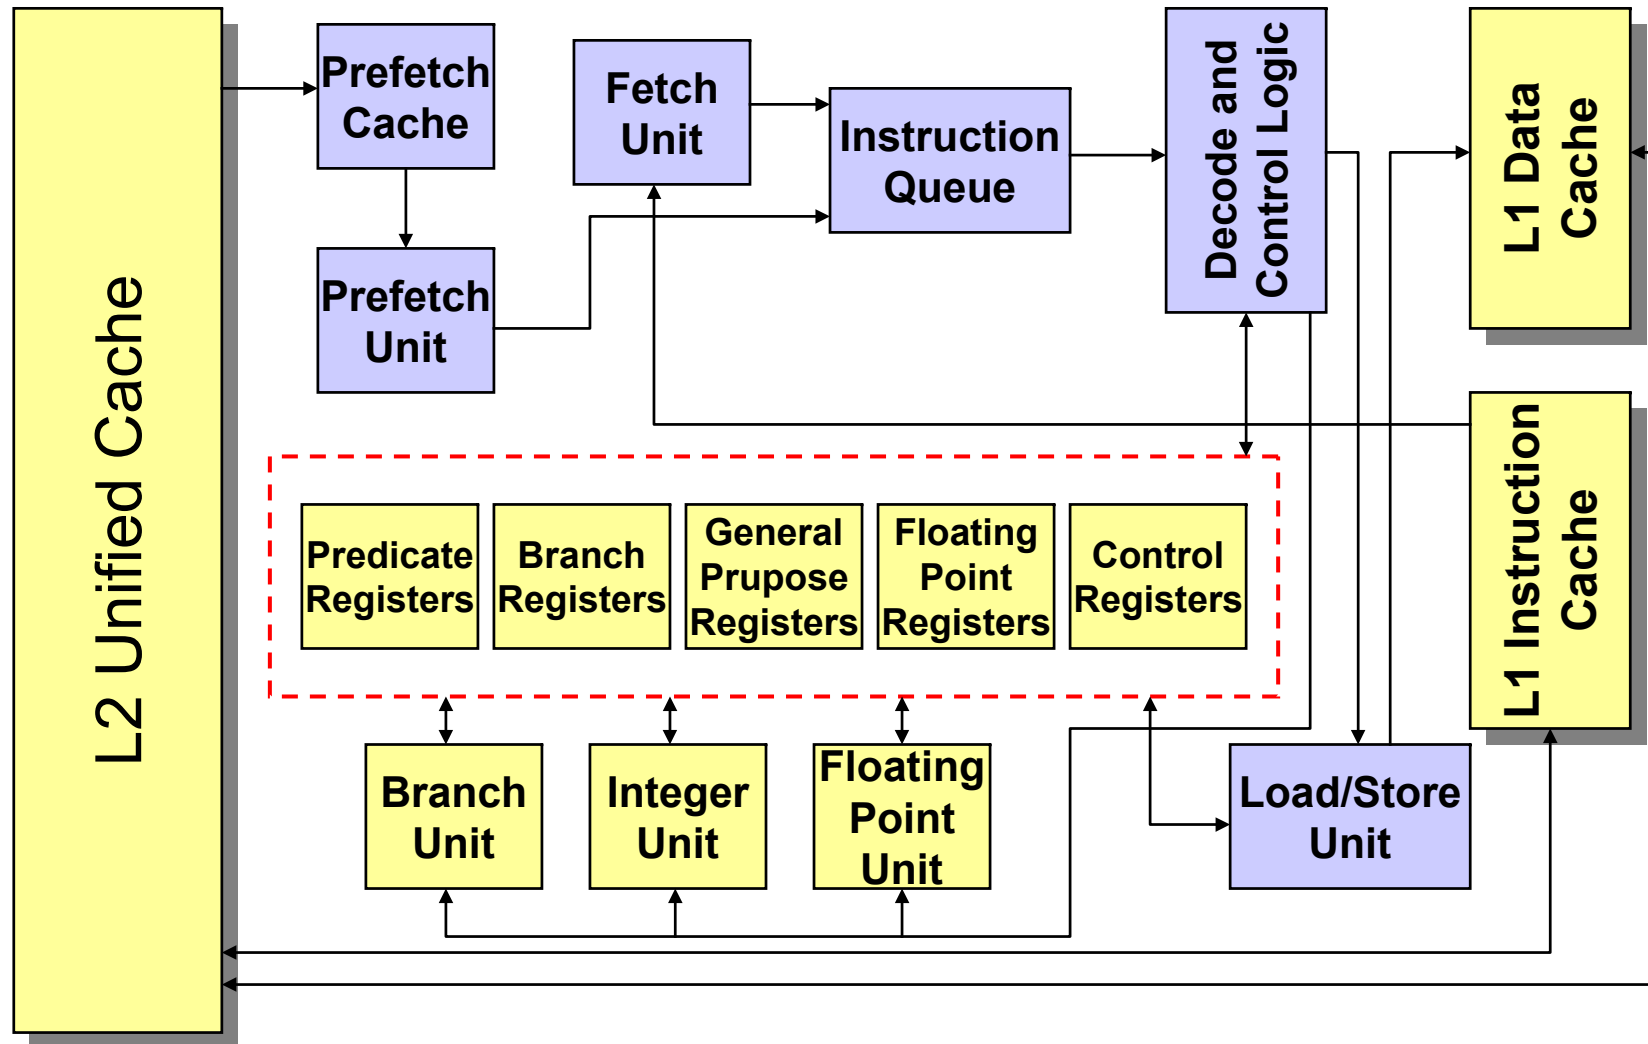 L2 Unified Cache
Prefetch
Cache
Prefetch
Unit
Fetch
Unit
Instruction
Queue
Decode and
Control Logic
L1 Data
Cache
L1 Instruction
Cache
Predicate
Registers
Branch
Registers
General
Prupose
Registers
Floating
Point
Registers
Control
Registers
Branch
Unit
Integer
Unit
Floating
Point
Unit
Load/Store
Unit